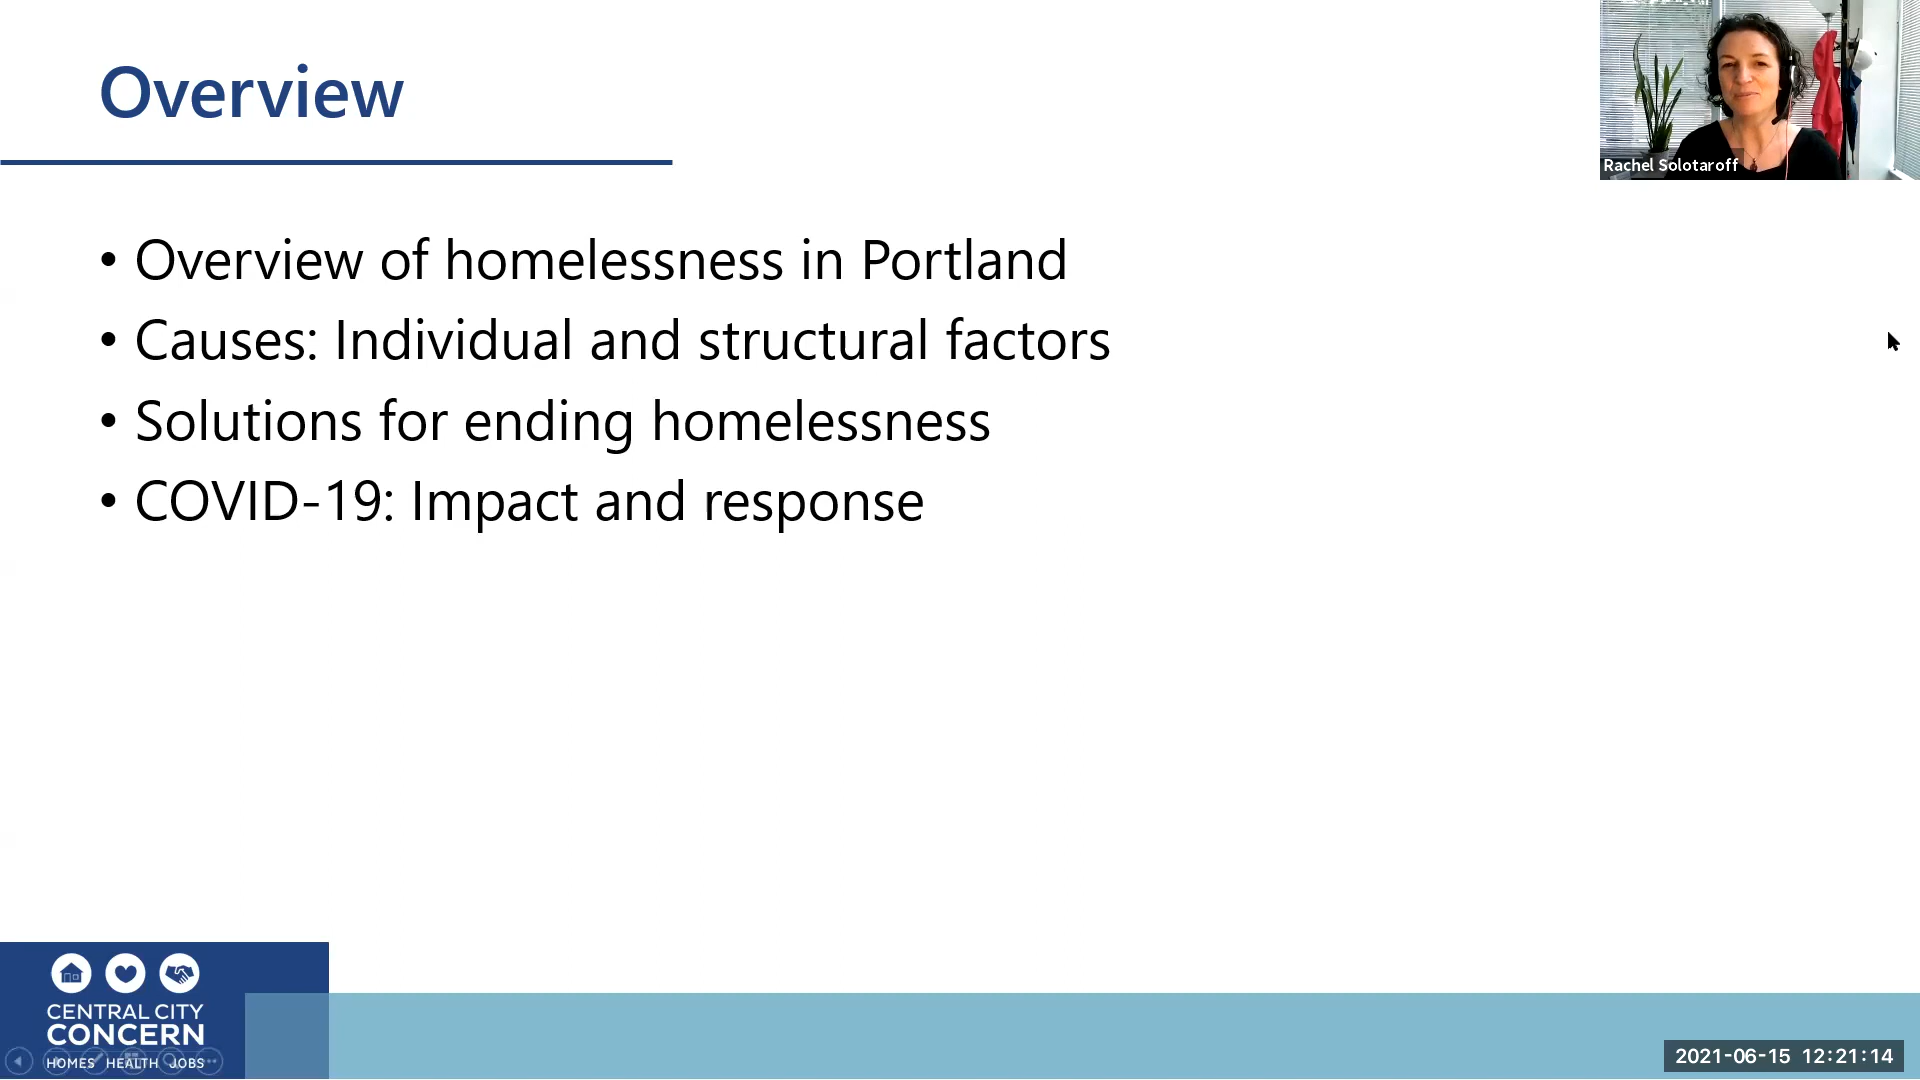 Overview
Rachel Solotaroff
• Overview of homelessness in Portland
• Causes: Individual and structural factors
• Solutions for ending homelessness
• COVID-19: Impact and response
CENTRAL CITY
CONCERN
HOMES HEALTH JOBS
2021-06-15 12:21:14